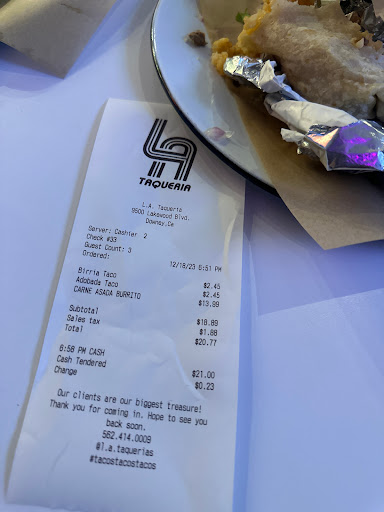 LA
TAQUERIA
L.A. Taqueria
9500 Lakewood Blvd.
Downey,Ca
Server: Cashier 2
Check #33
Guest Count: 3
Ordered: 12/18/23 6:51 PM
Birria Taco $2.45
Adobada Taco $2.45
CARNE ASADA BURRITO $13.99
Subtotal $18.89
Sales tax $1.88
Total $20.77
6:56 PM CASH
Cash Tendered $21.00
Change $0.23
Our clients are our biggest treasure!
Thank you for coming in. Hope to see you
back soon.
562.414.0009
#l.a.taquerias
#tacostacostacos